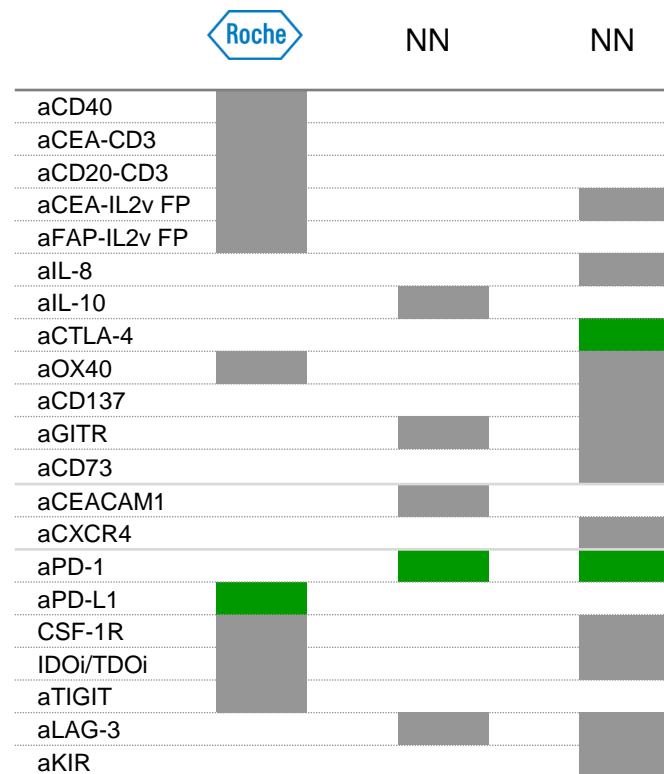 Roche NN NN
aCD40
aCEA-CD3
aCD20-CD3
aCEA-IL2v FP
aFAP-IL2v FP
aIL-8
aIL-10
aCTLA-4
aOX40
aCD137
aGITR
aCD73
aCEACAM1
aCXCR4
aPD-1
aPD-L1
CSF-1R
IDOi/TDOi
aTIGIT
aLAG-3
aKIR